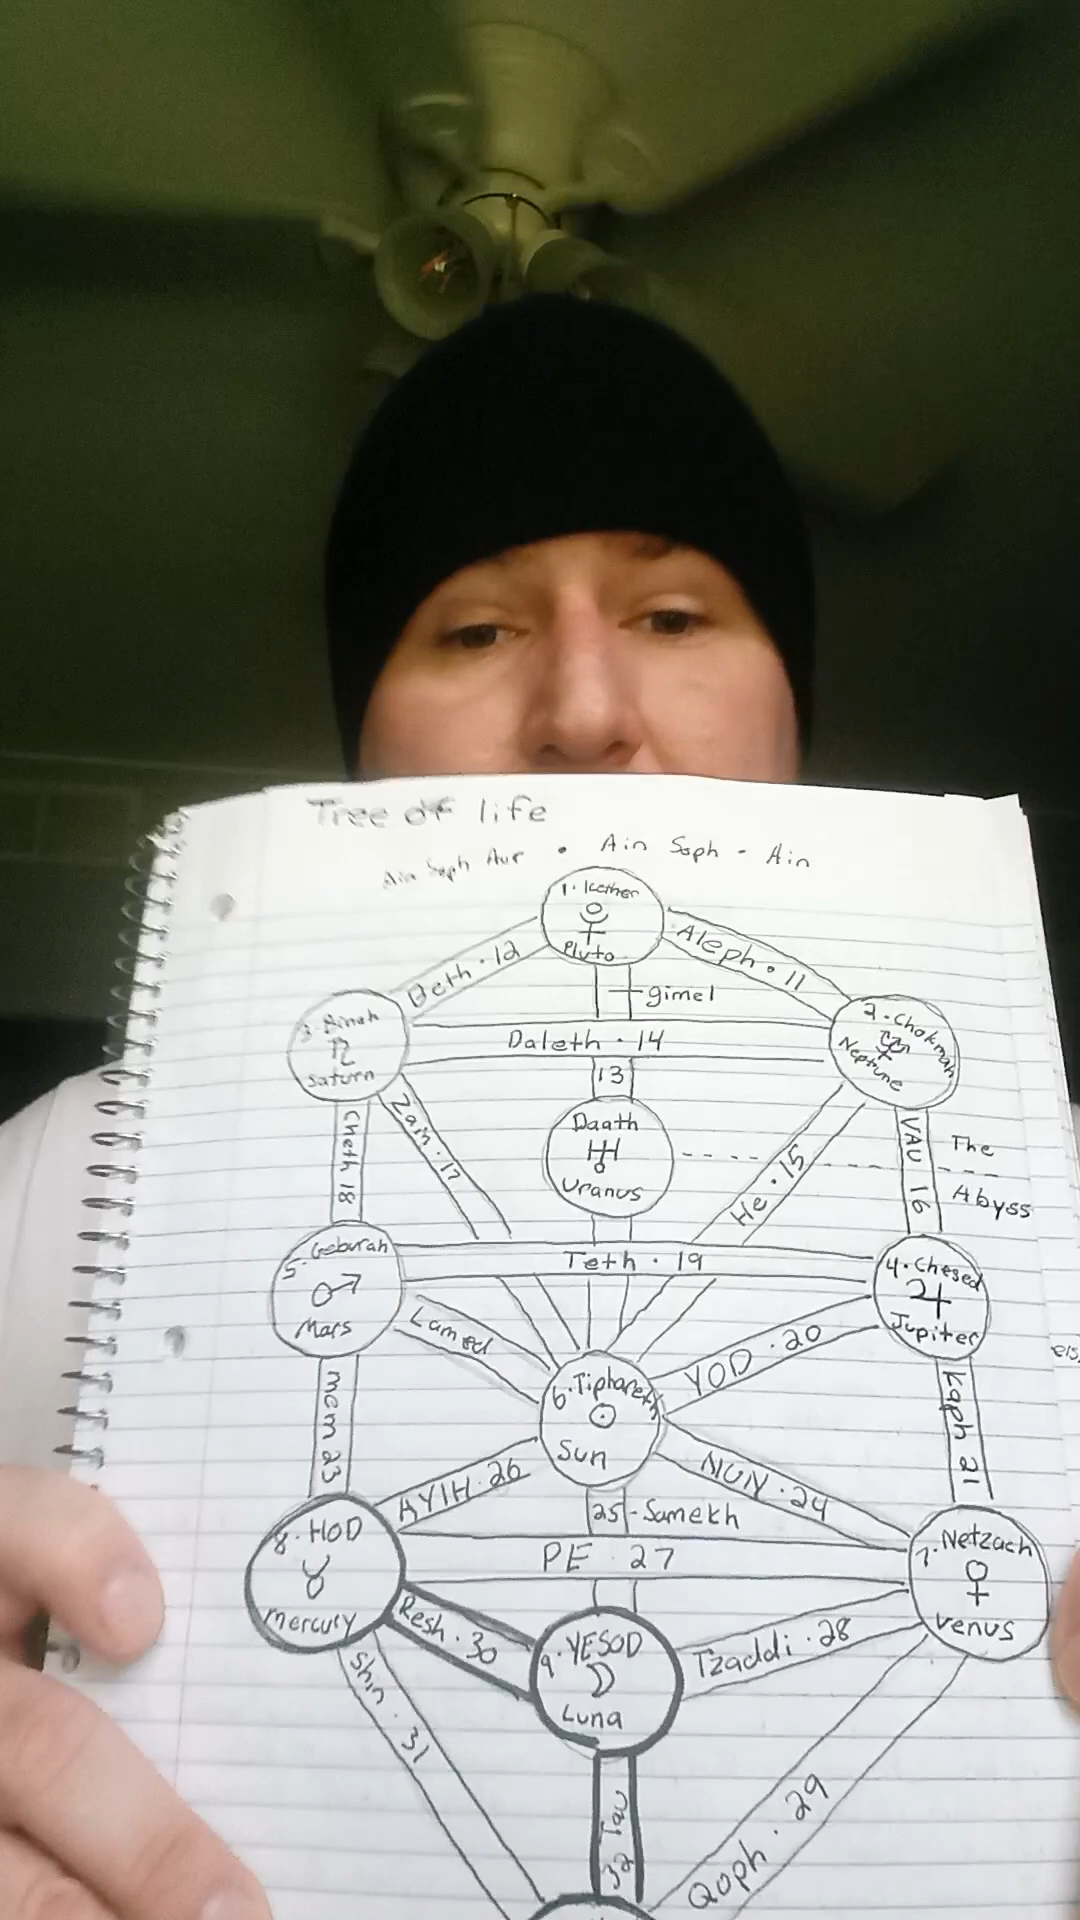 Tree of life
Ain Soph Aur • Ain Soph - Ain
1. Kether
Pluto
Beth . 12
Aleph . 11
gimel
3. Binah
Saturn
2. Chokmah
Neptune
Daleth . 14
13
Daath
Uranus
Cheth 18
Zain . 17
He . 15
VAU 16
The
Abyss
5. Geburah
Mars
Teth . 19
4. Chesed
Jupiter
Lamed
YOD . 20
6. Tiphareth
Sun
mem 23
Kaph 21
AYIH . 26
NUN . 24
25 - Samekh
8. HOD
mercury
PE . 27
7. Netzach
Venus
Resh . 30
9. YESOD
Luna
Tzaddi . 28
Shin . 31
32 Tau
Qoph . 29